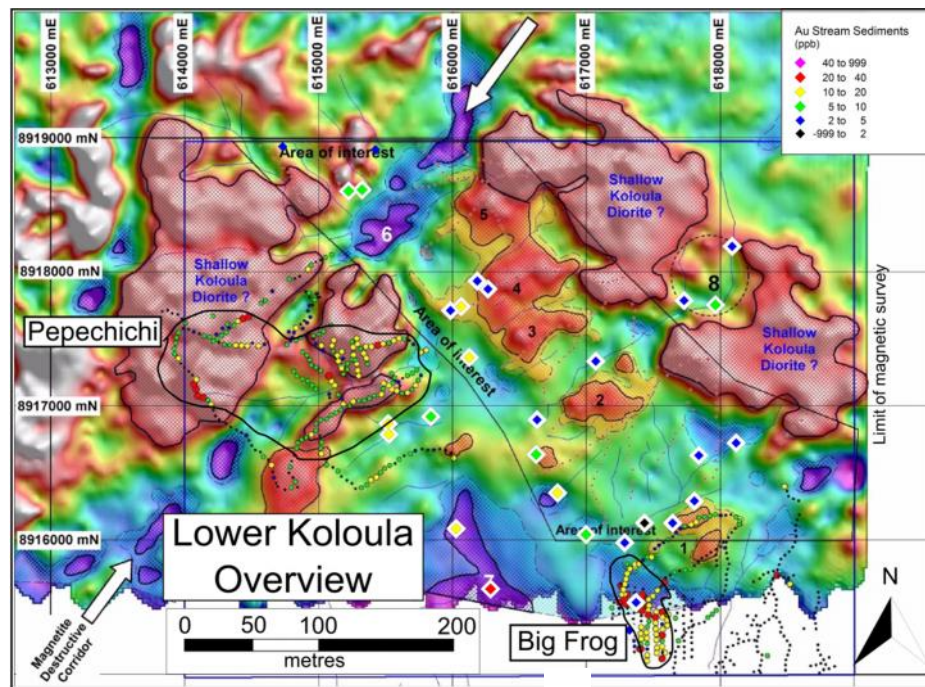 6130000 mE
6140000 mE
615000 mE
616000 mE
617000 mE
618000 mE
Au Stream Sediments
(ppb)
40 to 999
20 to 40
10 to 20
5 to 10
2 to 5
-999 to 2
8919000 mN
Area of interest
Shallow
Koloula
Diorite ?
5
6
8918000 mN
Shallow
Koloula
Diorite ?
4
8
Pepechichi
3
Area of interest
Shallow
Koloula
Diorite ?
Limit of magnetic survey
8917000 mN
2
8916000 mN
Area of interest
1
Lower Koloula
Overview
7
N
Magnetite
Destructive
Corridor
0 50 100 200
metres
Big Frog